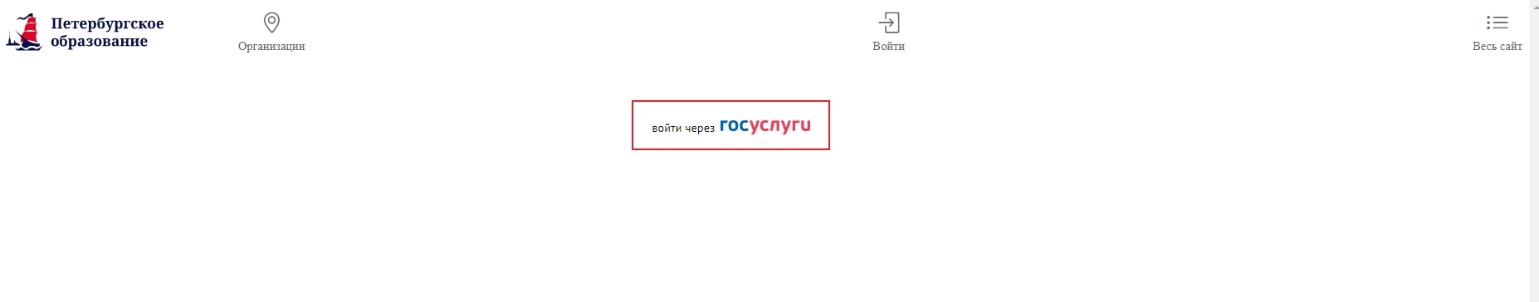 Петербургское
образование
Организации
Войти
Весь сайт
войти через госуслуги